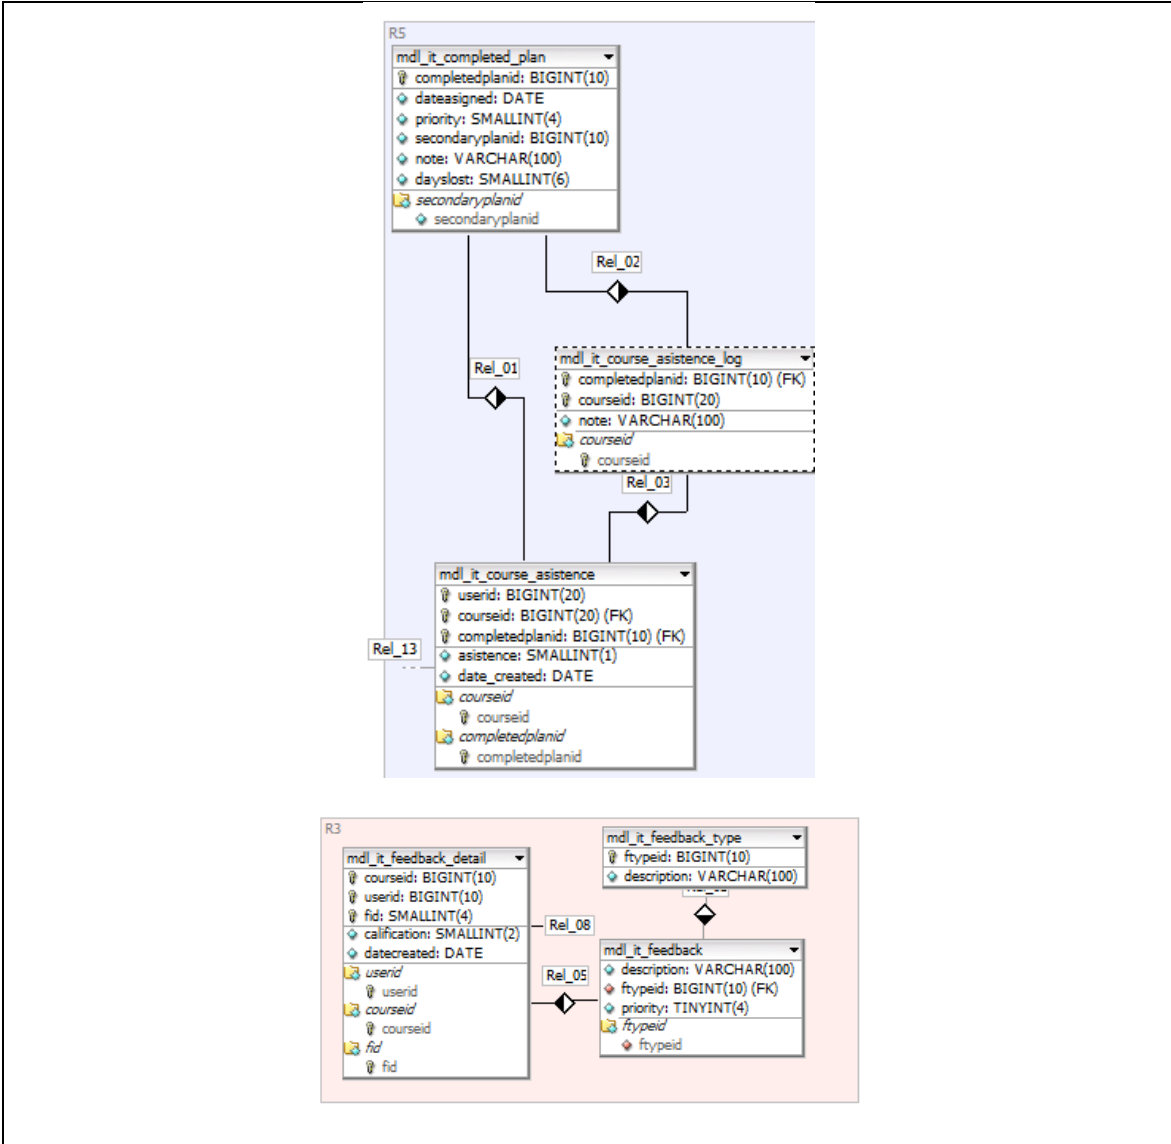 R5
mdl_it_completed_plan
completedplanid: BIGINT(10)
dateasigned: DATE
priority: SMALLINT(4)
secondaryplanid: BIGINT(10)
note: VARCHAR(100)
dayslost: SMALLINT(6)
secondaryplanid
secondaryplanid
Rel_02
Rel_01
mdl_it_course_asistence_log
completedplanid: BIGINT(10) (FK)
courseid: BIGINT(20)
note: VARCHAR(100)
courseid
courseid
Rel_03
mdl_it_course_asistence
userid: BIGINT(20)
courseid: BIGINT(20) (FK)
completedplanid: BIGINT(10) (FK)
asistence: SMALLINT(1)
date_created: DATE
courseid
courseid
completedplanid
completedplanid
Rel_13
R3
mdl_it_feedback_detail
courseid: BIGINT(10)
userid: BIGINT(10)
fid: SMALLINT(4)
calification: SMALLINT(2)
datecreated: DATE
userid
userid
courseid
courseid
fid
fid
mdl_it_feedback_type
ftypeid: BIGINT(10)
description: VARCHAR(100)
Rel_08
Rel_05
mdl_it_feedback
description: VARCHAR(100)
ftypeid: BIGINT(10) (FK)
priority: TINYINT(4)
ftypeid
ftypeid